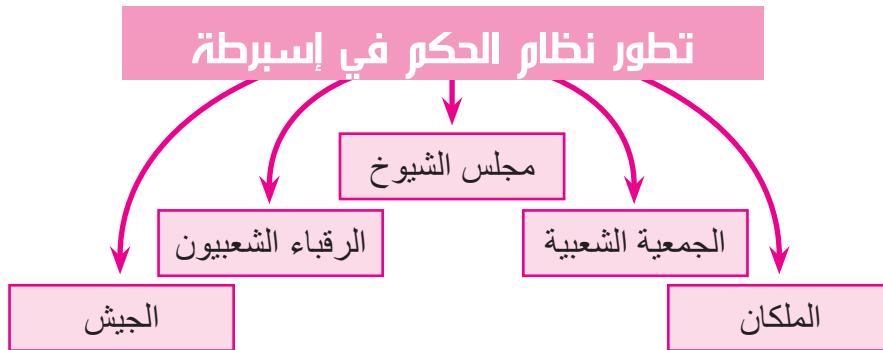 تطور نظام الحكم في إسبرطة
مجلس الشيوخ
الجمعية الشعبية
الرقباء الشعبيون
الملكان
الجيش